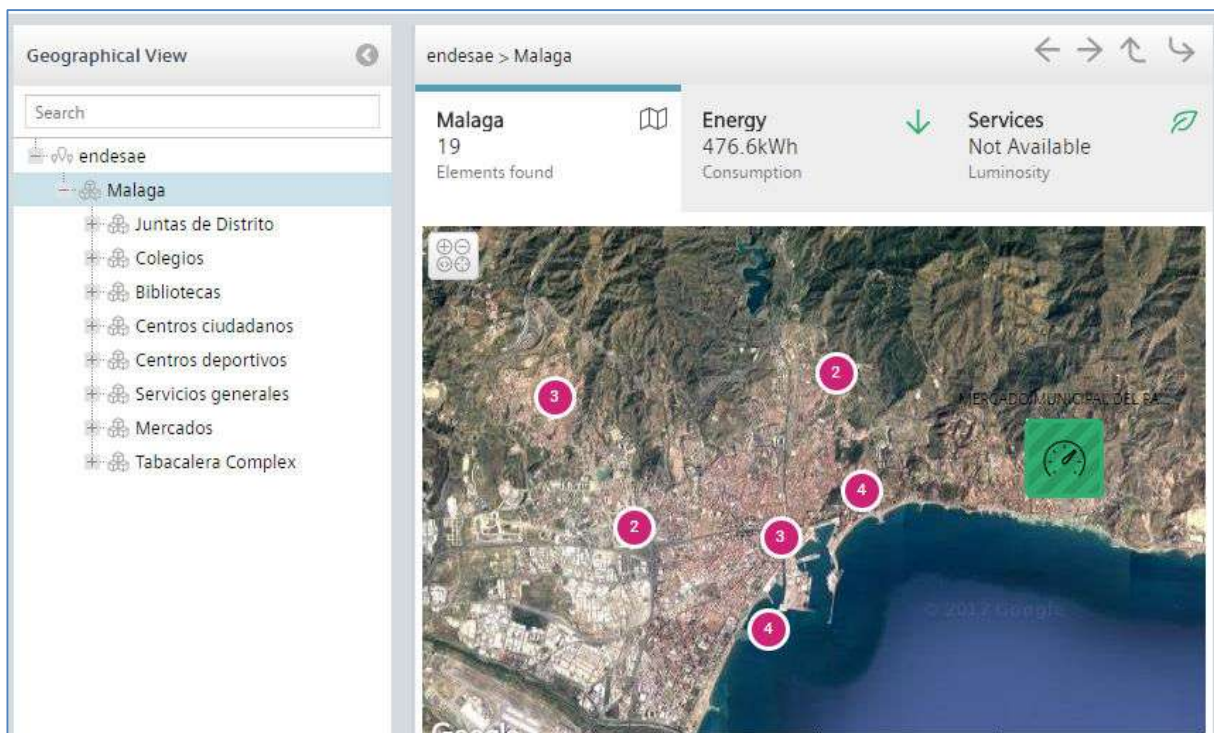 Geographical View
Search
endesae
Malaga
Juntas de Distrito
Colegios
Bibliotecas
Centros ciudadanos
Centros deportivos
Servicios generales
Mercados
Tabacalera Complex
endesae > Malaga
Malaga
19
Elements found
Energy
476.6kWh
Consumption
Services
Not Available
Luminosity
2
3
MERCADO MUNICIPAL DEL PA...
4
2
3
© 2017 Google
4
Google